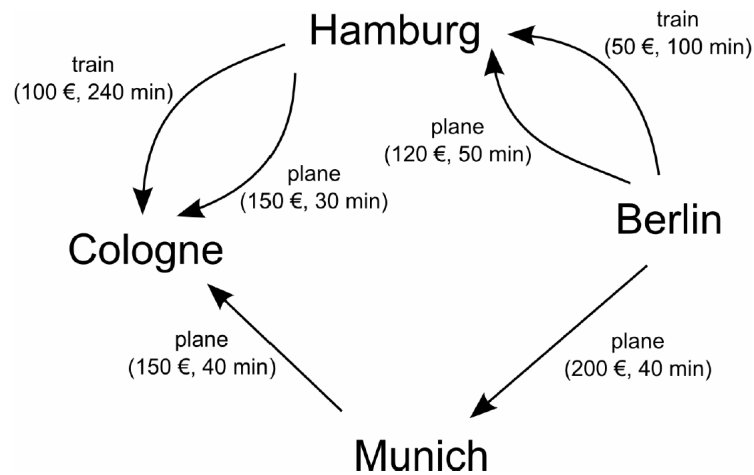 Hamburg
train
(50 €, 100 min)
train
(100 €, 240 min)
plane
(120 €, 50 min)
plane
(150 €, 30 min)
Berlin
Cologne
plane
(150 €, 40 min)
plane
(200 €, 40 min)
Munich